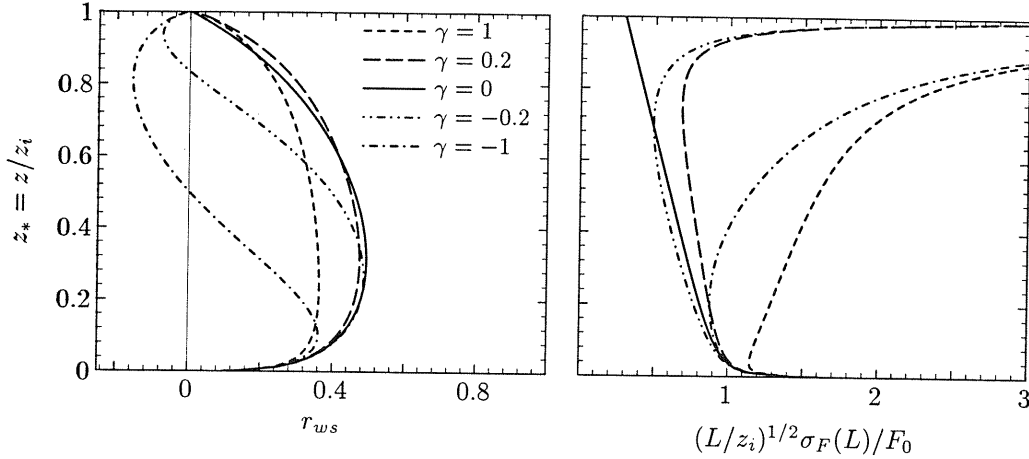 1
0.8
0.6
0.4
0.2
0
z* = z/z_i
0 0.4 0.8
r_ws
γ = 1
γ = 0.2
γ = 0
γ = −0.2
γ = −1
1 2 3
(L/z_i)^1/2 σ_F(L)/F_0